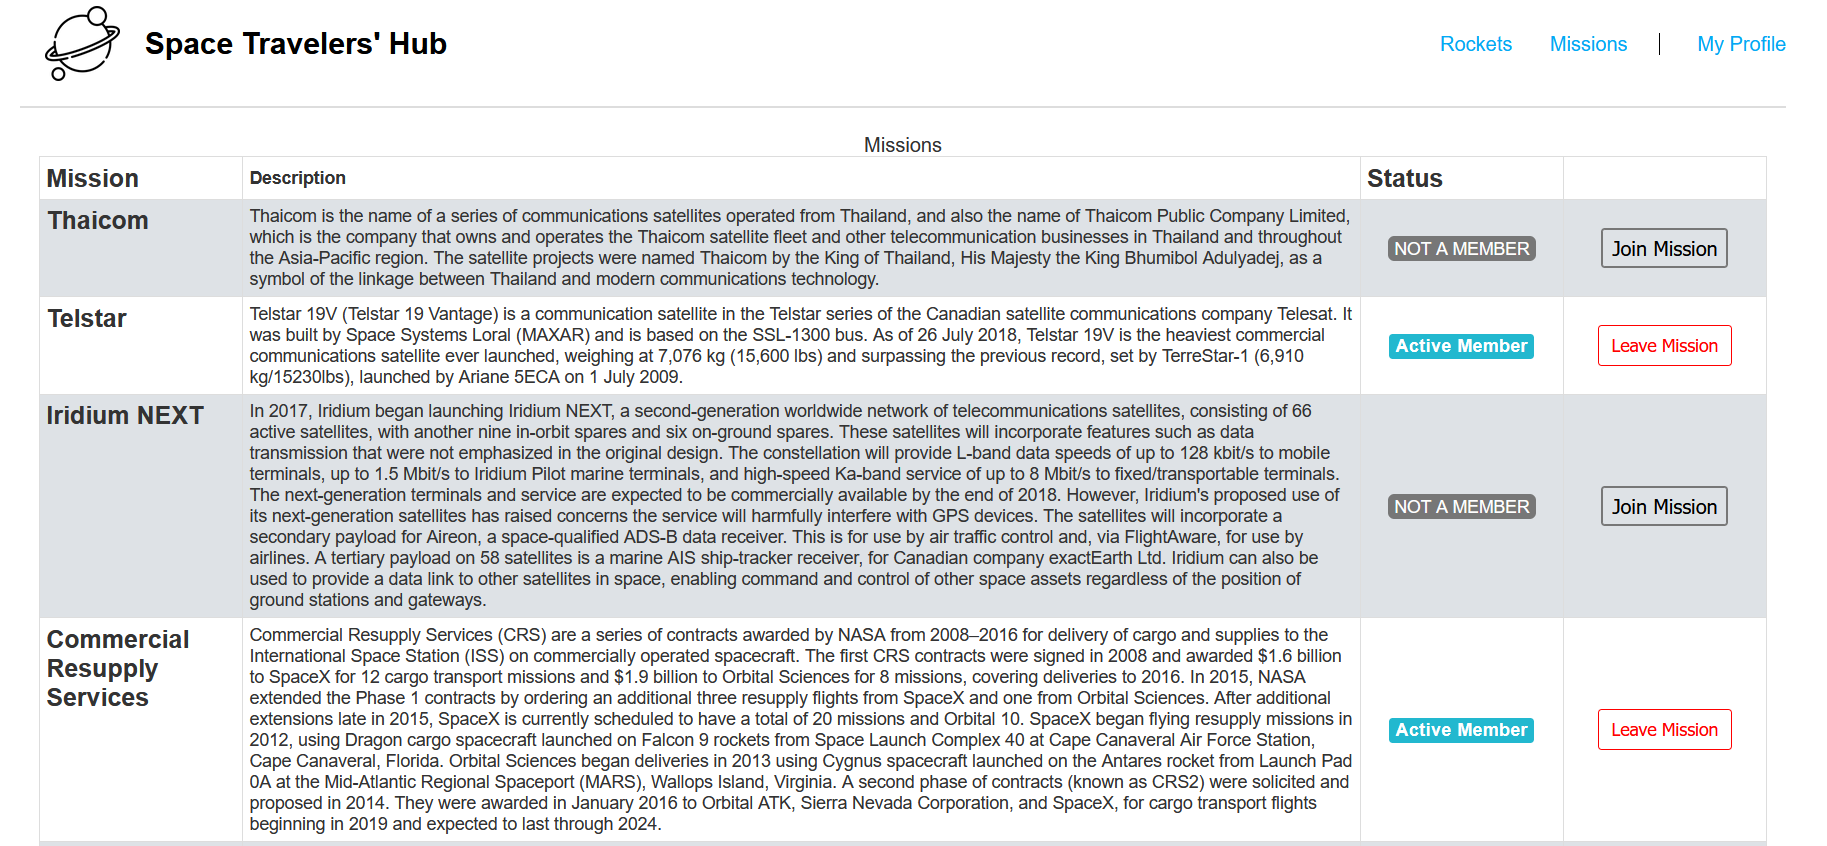 Space Travelers' Hub
Rockets
Missions
My Profile
Missions
Mission
Description
Status
Thaicom
Thaicom is the name of a series of communications satellites operated from Thailand, and also the name of Thaicom Public Company Limited,
which is the company that owns and operates the Thaicom satellite fleet and other telecommunication businesses in Thailand and throughout
the Asia-Pacific region. The satellite projects were named Thaicom by the King of Thailand, His Majesty the King Bhumibol Adulyadej, as a
symbol of the linkage between Thailand and modern communications technology.
NOT A MEMBER
Join Mission
Telstar
Telstar 19V (Telstar 19 Vantage) is a communication satellite in the Telstar series of the Canadian satellite communications company Telesat. It
was built by Space Systems Loral (MAXAR) and is based on the SSL-1300 bus. As of 26 July 2018, Telstar 19V is the heaviest commercial
communications satellite ever launched, weighing at 7,076 kg (15,600 lbs) and surpassing the previous record, set by TerreStar-1 (6,910
kg/15230lbs), launched by Ariane 5ECA on 1 July 2009.
Active Member
Leave Mission
Iridium NEXT
In 2017, Iridium began launching Iridium NEXT, a second-generation worldwide network of telecommunications satellites, consisting of 66
active satellites, with another nine in-orbit spares and six on-ground spares. These satellites will incorporate features such as data
transmission that were not emphasized in the original design. The constellation will provide L-band data speeds of up to 128 kbit/s to mobile
terminals, up to 1.5 Mbit/s to Iridium Pilot marine terminals, and high-speed Ka-band service of up to 8 Mbit/s to fixed/transportable terminals.
The next-generation terminals and service are expected to be commercially available by the end of 2018. However, Iridium's proposed use of
its next-generation satellites has raised concerns the service will harmfully interfere with GPS devices. The satellites will incorporate a
secondary payload for Aireon, a space-qualified ADS-B data receiver. This is for use by air traffic control and, via FlightAware, for use by
airlines. A tertiary payload on 58 satellites is a marine AIS ship-tracker receiver, for Canadian company exactEarth Ltd. Iridium can also be
used to provide a data link to other satellites in space, enabling command and control of other space assets regardless of the position of
ground stations and gateways.
NOT A MEMBER
Join Mission
Commercial
Resupply
Services
Commercial Resupply Services (CRS) are a series of contracts awarded by NASA from 2008–2016 for delivery of cargo and supplies to the
International Space Station (ISS) on commercially operated spacecraft. The first CRS contracts were signed in 2008 and awarded $1.6 billion
to SpaceX for 12 cargo transport missions and $1.9 billion to Orbital Sciences for 8 missions, covering deliveries to 2016. In 2015, NASA
extended the Phase 1 contracts by ordering an additional three resupply flights from SpaceX and one from Orbital Sciences. After additional
extensions late in 2015, SpaceX is currently scheduled to have a total of 20 missions and Orbital 10. SpaceX began flying resupply missions in
2012, using Dragon cargo spacecraft launched on Falcon 9 rockets from Space Launch Complex 40 at Cape Canaveral Air Force Station,
Cape Canaveral, Florida. Orbital Sciences began deliveries in 2013 using Cygnus spacecraft launched on the Antares rocket from Launch Pad
0A at the Mid-Atlantic Regional Spaceport (MARS), Wallops Island, Virginia. A second phase of contracts (known as CRS2) were solicited and
proposed in 2014. They were awarded in January 2016 to Orbital ATK, Sierra Nevada Corporation, and SpaceX, for cargo transport flights
beginning in 2019 and expected to last through 2024.
Active Member
Leave Mission